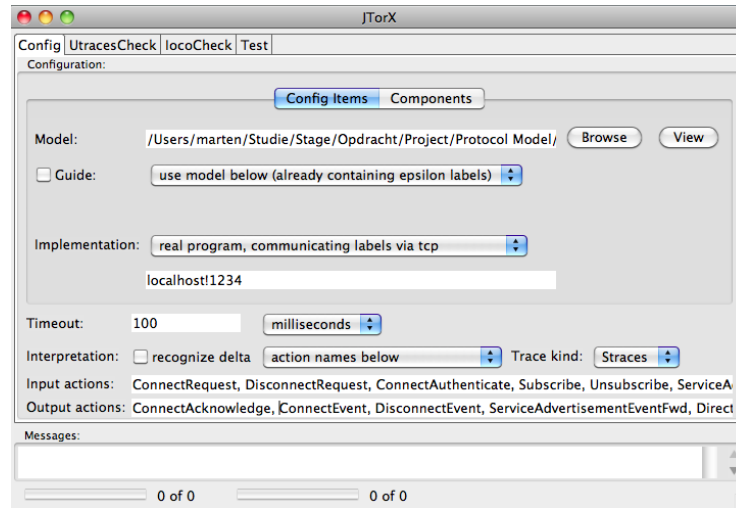 JTorX
Config UtracesCheck IocoCheck Test
Configuration:
Config Items Components
Model: /Users/marten/Studie/Stage/Opdracht/Project/Protocol Model/ Browse View
Guide: use model below (already containing epsilon labels)
Implementation: real program, communicating labels via tcp
localhost!1234
Timeout: 100 milliseconds
Interpretation: recognize delta action names below Trace kind: Straces
Input actions: ConnectRequest, DisconnectRequest, ConnectAuthenticate, Subscribe, Unsubscribe, ServiceA
Output actions: ConnectAcknowledge, ConnectEvent, DisconnectEvent, ServiceAdvertisementEventFwd, Direct
Messages:
0 of 0 0 of 0